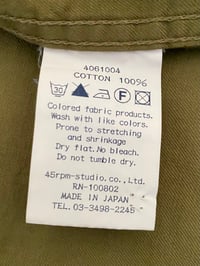 4061004
COTTON 100%
30 F
Colored fabric products.
Wash with like colors.
Prone to stretching
and shrinkage
Dry flat. No bleach.
Do not tumble dry.
45rpm-studio.co.,Ltd.
RN-100802
MADE IN JAPAN
TEL.03-3498-2245